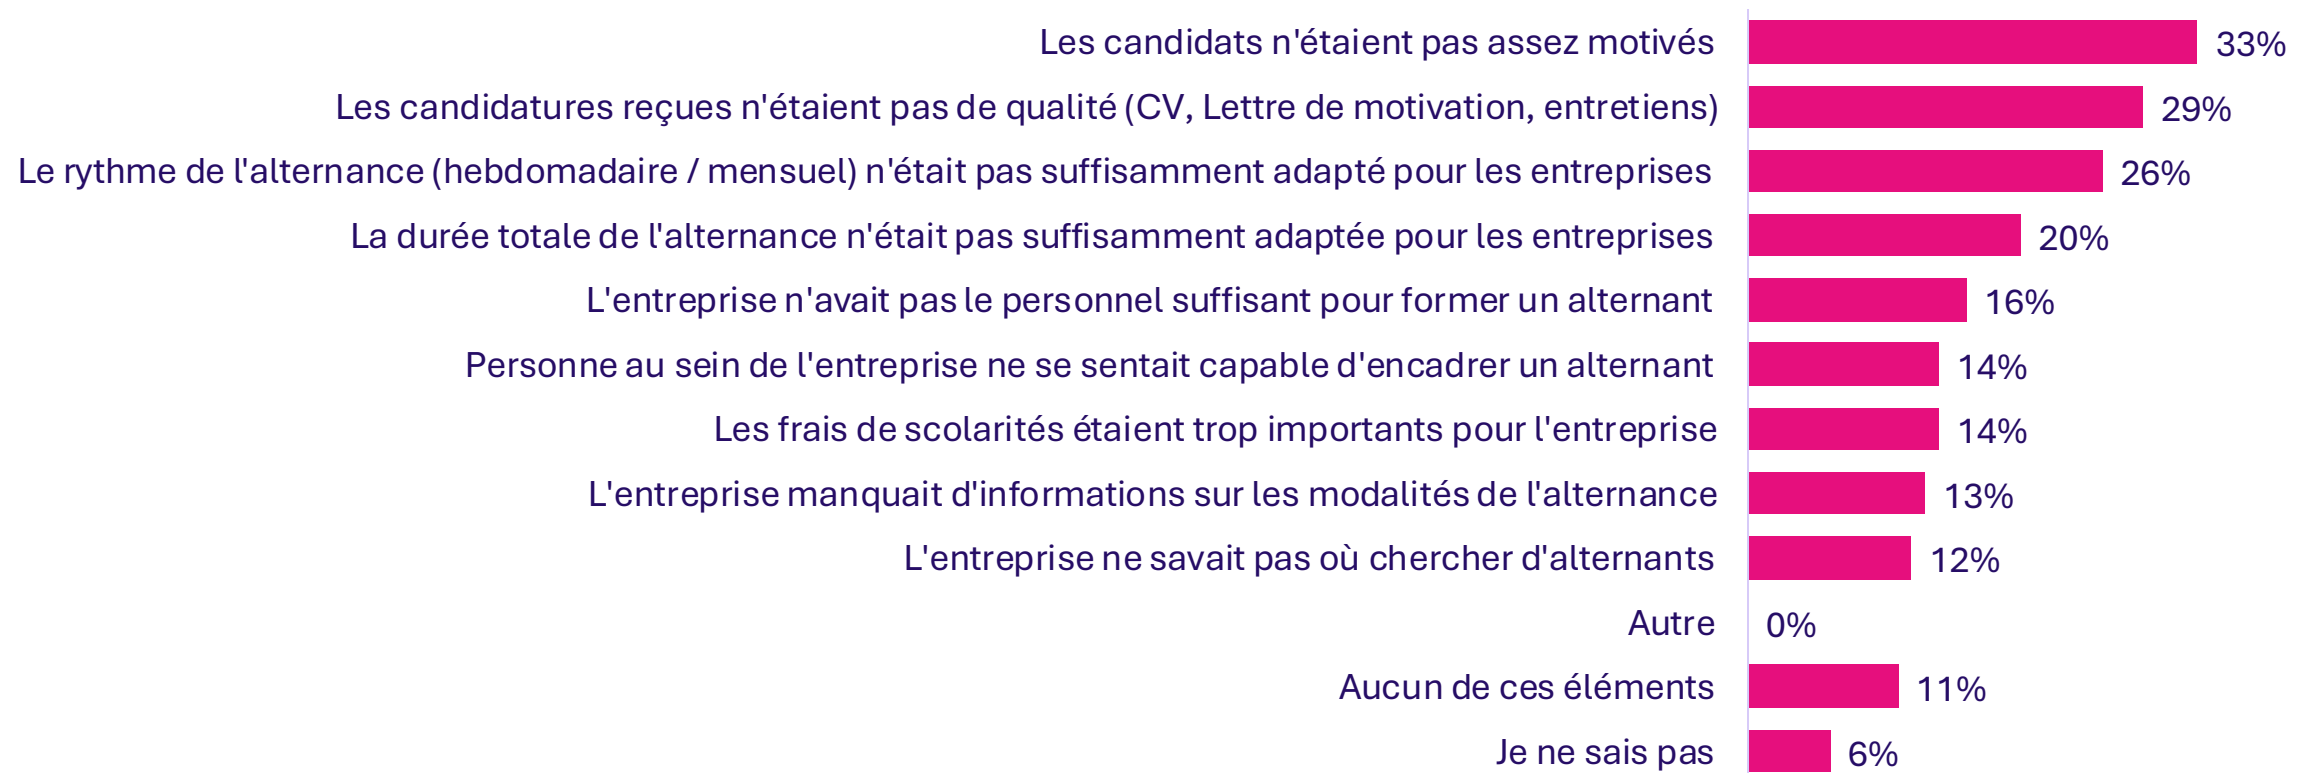 Les candidats n'étaient pas assez motivés 33%
Les candidatures reçues n'étaient pas de qualité (CV, Lettre de motivation, entretiens) 29%
Le rythme de l'alternance (hebdomadaire / mensuel) n'était pas suffisamment adapté pour les entreprises 26%
La durée totale de l'alternance n'était pas suffisamment adaptée pour les entreprises 20%
L'entreprise n'avait pas le personnel suffisant pour former un alternant 16%
Personne au sein de l'entreprise ne se sentait capable d'encadrer un alternant 14%
Les frais de scolarités étaient trop importants pour l'entreprise 14%
L'entreprise manquait d'informations sur les modalités de l'alternance 13%
L'entreprise ne savait pas où chercher d'alternants 12%
Autre 0%
Aucun de ces éléments 11%
Je ne sais pas 6%